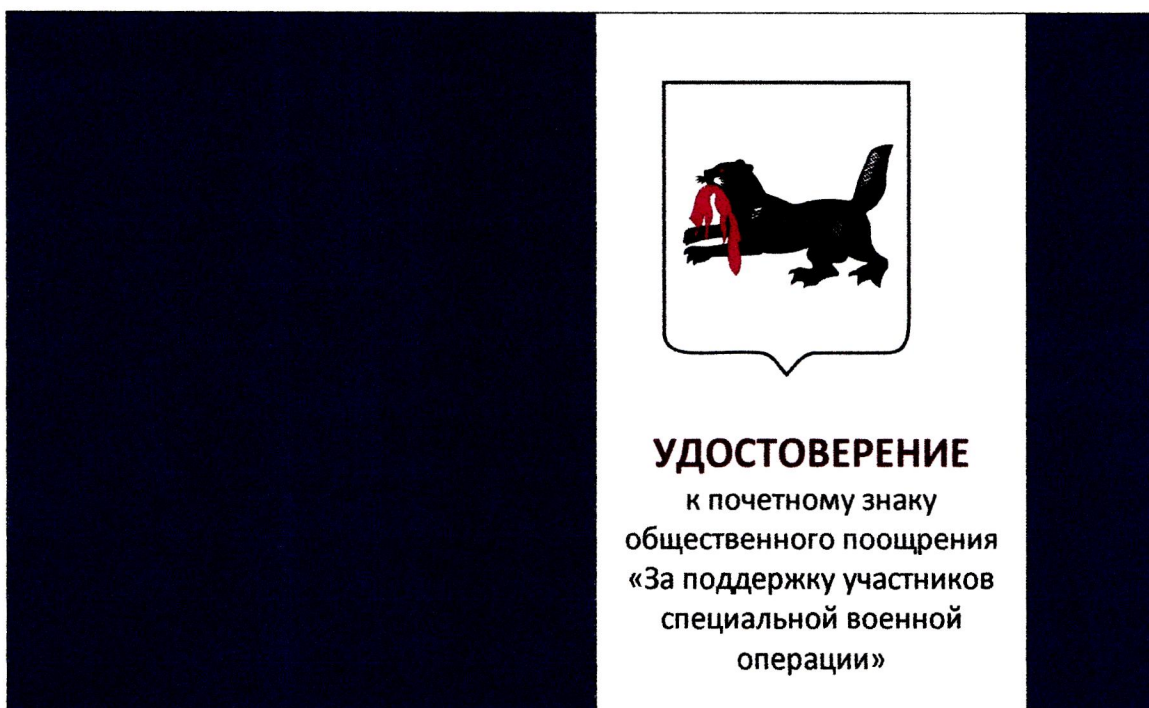 УДОСТОВЕРЕНИЕ
к почетному знаку
общественного поощрения
«За поддержку участников
специальной военной
операции»